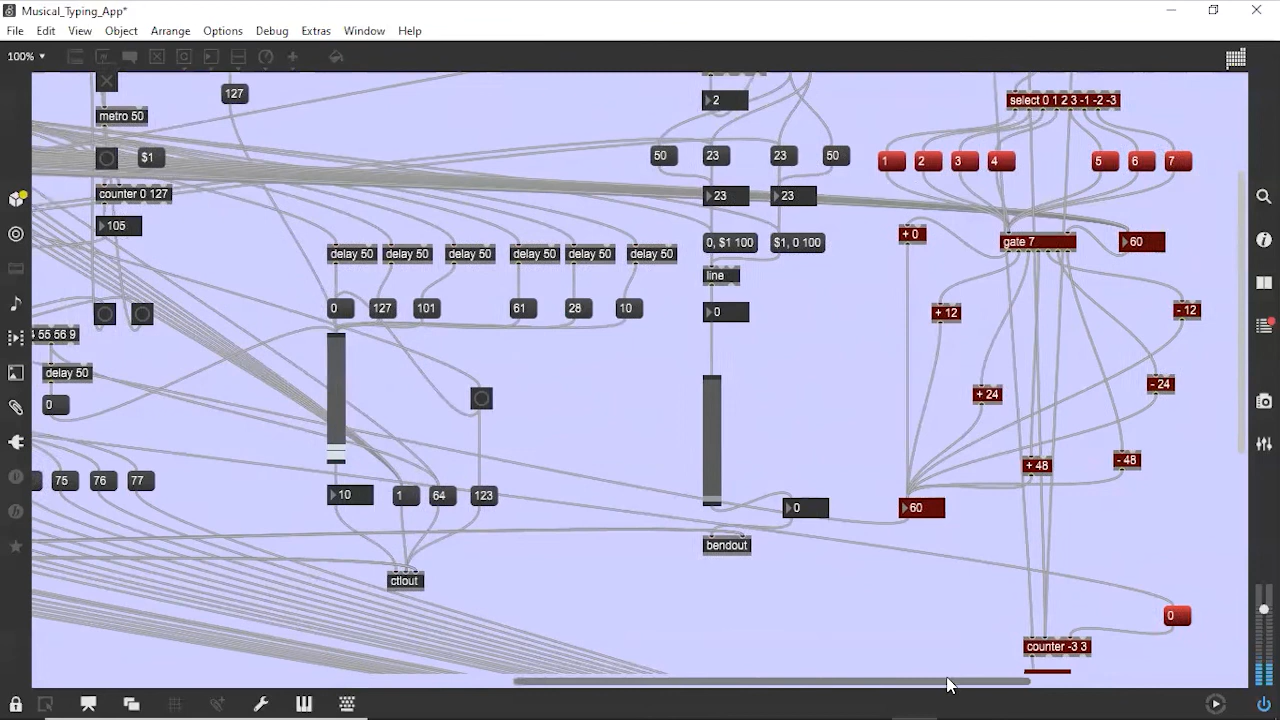 Musical_Typing_App*
File Edit View Object Arrange Options Debug Extras Window Help
100%
127
2
select 0 1 2 3 -1 -2 -3
metro 50
$1
50 23 23 50
1 2 3 4 5 6 7
counter 0 127
23 23
105
+ 0
gate 7
60
0, $1 100 $1, 0 100
delay 50 delay 50 delay 50 delay 50 delay 50 delay 50
line
0 127 101 61 28 10
0
+ 12
- 12
4 55 56 9
delay 50
- 24
+ 24
0
+ 48
- 48
75 76 77
10 1 64 123
0
60
bendout
ctlout
0
counter -3 3